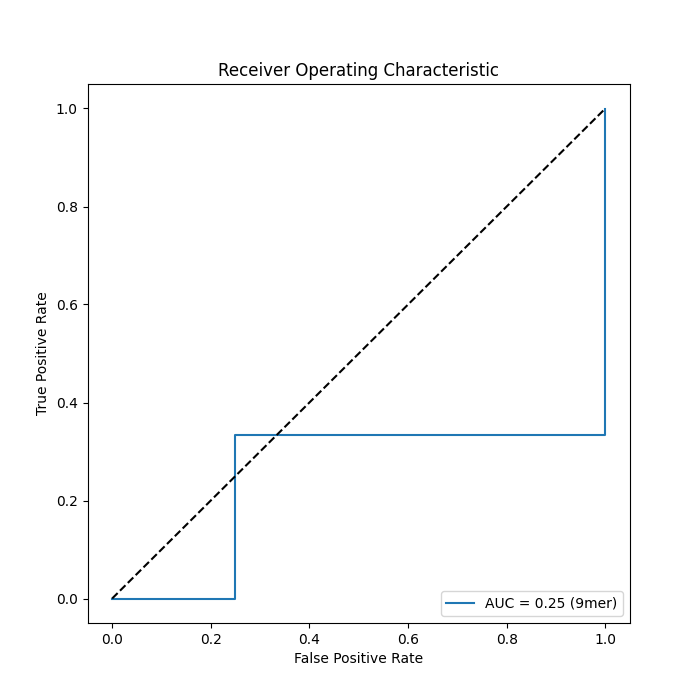 Receiver Operating Characteristic
1.0
0.8
0.6
0.4
0.2
0.0
True Positive Rate
AUC = 0.25 (9mer)
0.0 0.2 0.4 0.6 0.8 1.0
False Positive Rate